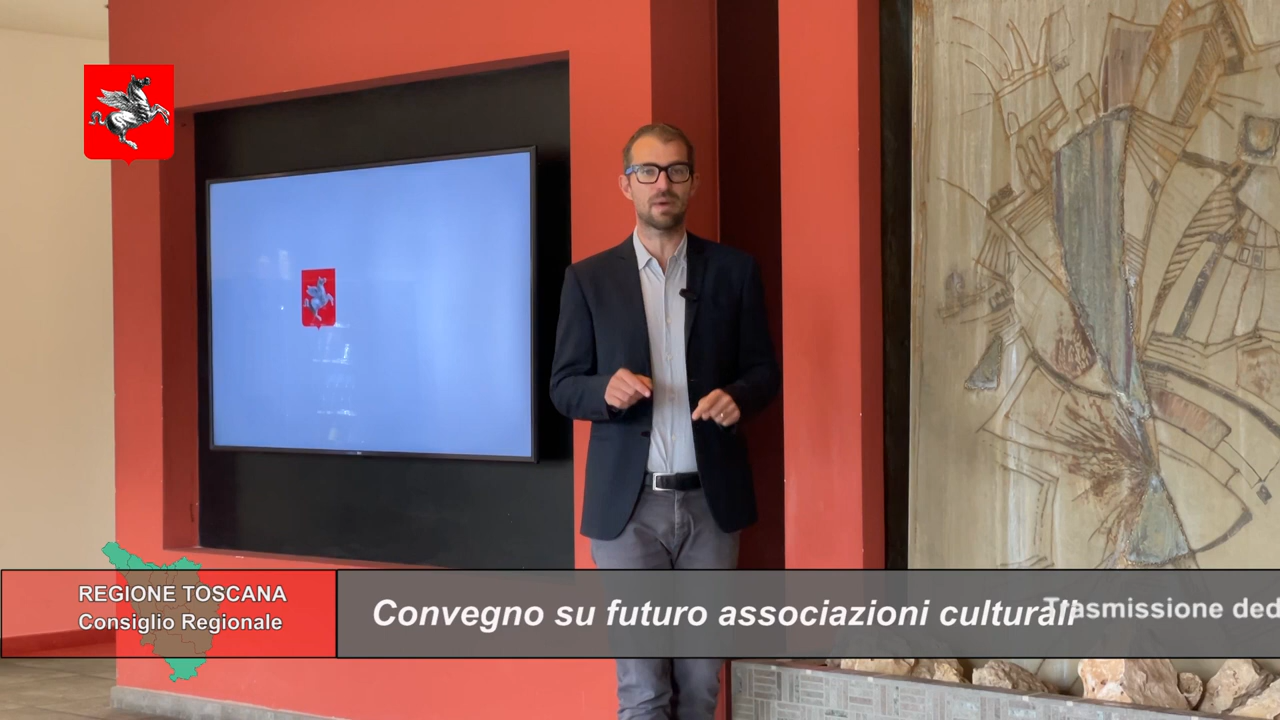 REGIONE TOSCANA
Consiglio Regionale
Convegno su futuro associazioni culturali
Trasmissione ded